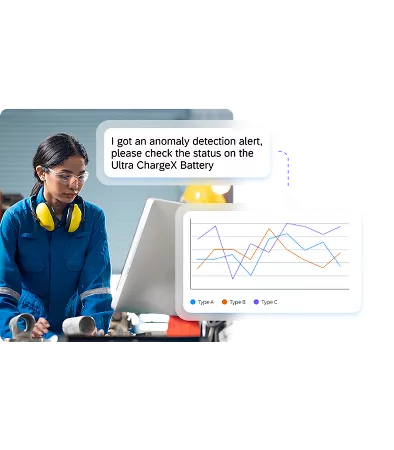 I got an anomaly detection alert,
please check the status on the
Ultra ChargeX Battery
Type A Type B Type C